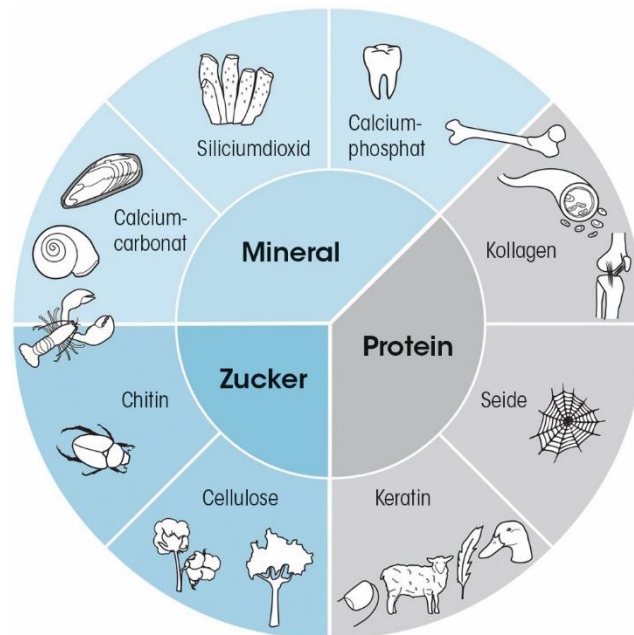 Siliciumdioxid
Calcium-
phosphat
Calcium-
carbonat
Kollagen
Mineral
Protein
Zucker
Chitin
Seide
Cellulose
Keratin